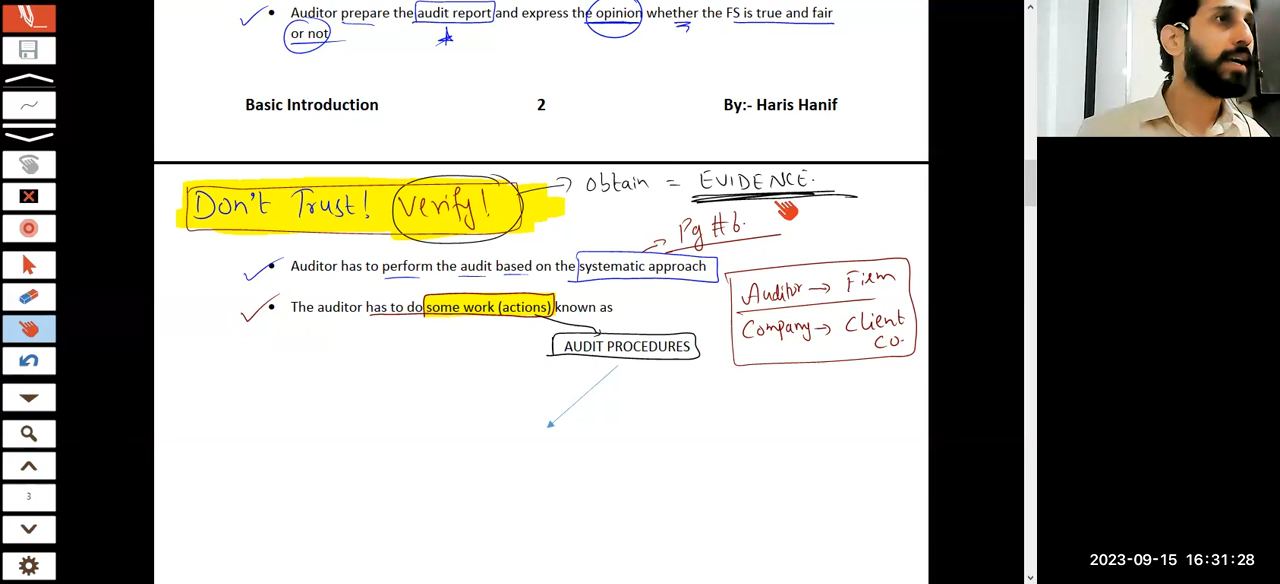 • Auditor prepare the audit report and express the opinion whether the FS is true and fair
or not
Basic Introduction 2 By:- Haris Hanif
Don't Trust! Verify! → Obtain = EVIDENCE.
Pg # 6.
• Auditor has to perform the audit based on the systematic approach
• The auditor has to do some work (actions) known as
AUDIT PROCEDURES
Auditor → Firm
Company → Client
Co.
3
2023-09-15 16:31:28